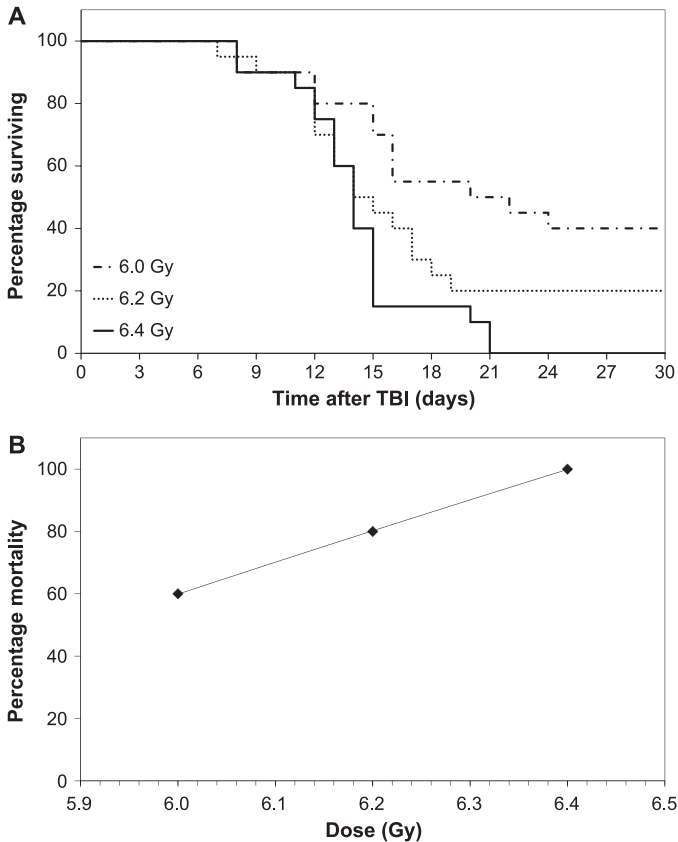 A
Percentage surviving
100
80
60
40
20
0
6.0 Gy
6.2 Gy
6.4 Gy
0 3 6 9 12 15 18 21 24 27 30
Time after TBI (days)
B
Percentage mortality
100
80
60
40
20
0
5.9 6.0 6.1 6.2 6.3 6.4 6.5
Dose (Gy)